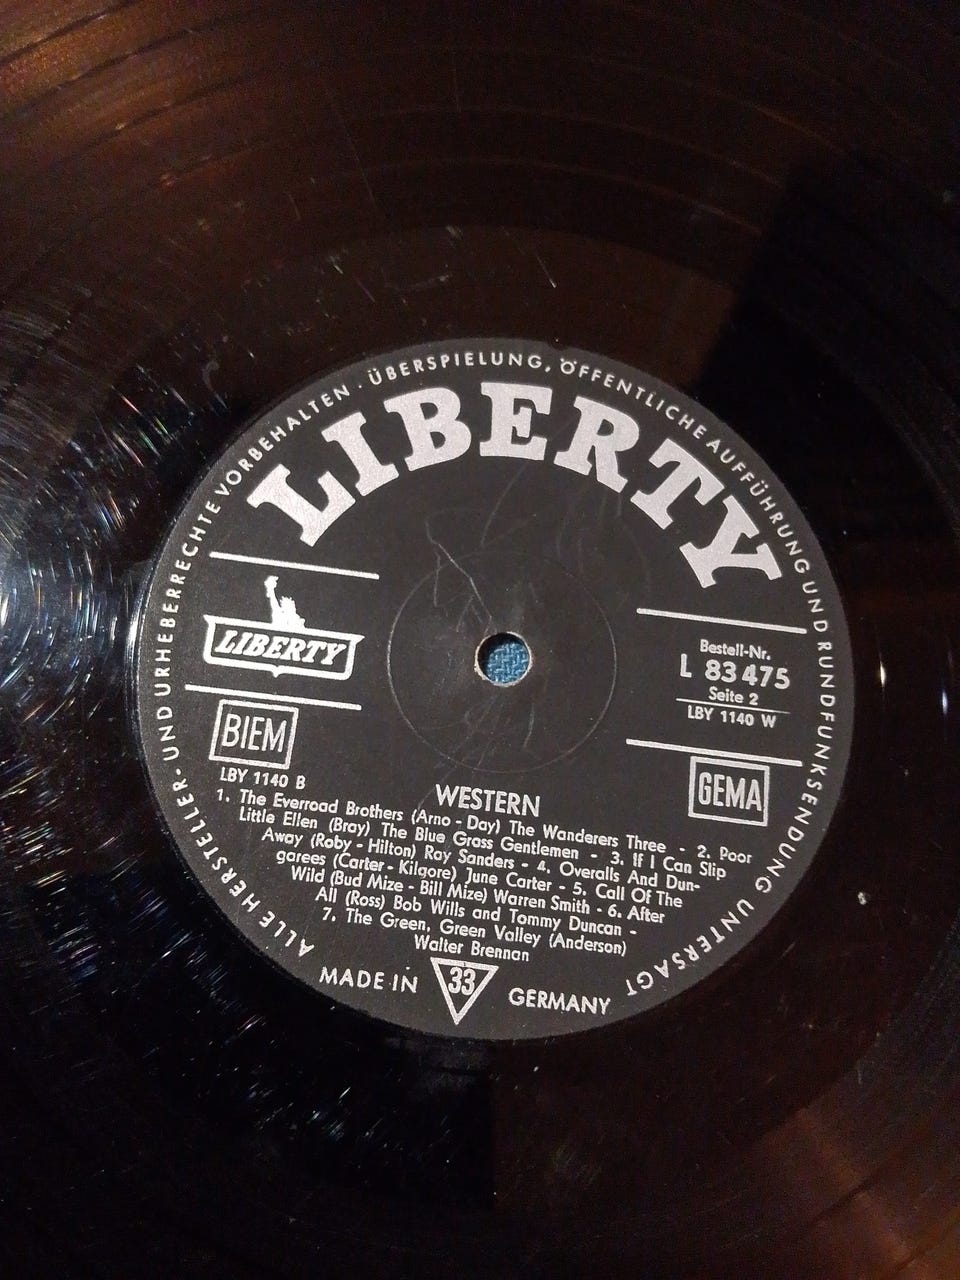 ALLE HERSTELLER- UND URHEBERRECHTE VORBEHALTEN · ÜBERSPIELUNG, ÖFFENTLICHE AUFFÜHRUNG UND RUNDFUNKSENDUNG UNTERSAGT
LIBERTY
LIBERTY
BIEM
LBY 1140 B
Bestell-Nr.
L 83475
Seite 2
LBY 1140 W
GEMA
WESTERN
1. The Everroad Brothers (Arno - Day) The Wanderers Three - 2. Poor
Little Ellen (Bray) The Blue Grass Gentlemen - 3. If I Can Slip
Away (Roby - Hilton) Ray Sanders - 4. Overalls And Dun-
garees (Carter - Kilgore) June Carter - 5. Call Of The
Wild (Bud Mize - Bill Mize) Warren Smith - 6. After
All (Ross) Bob Wills and Tommy Duncan -
7. The Green, Green Valley (Anderson)
Walter Brennan
MADE IN 33 GERMANY